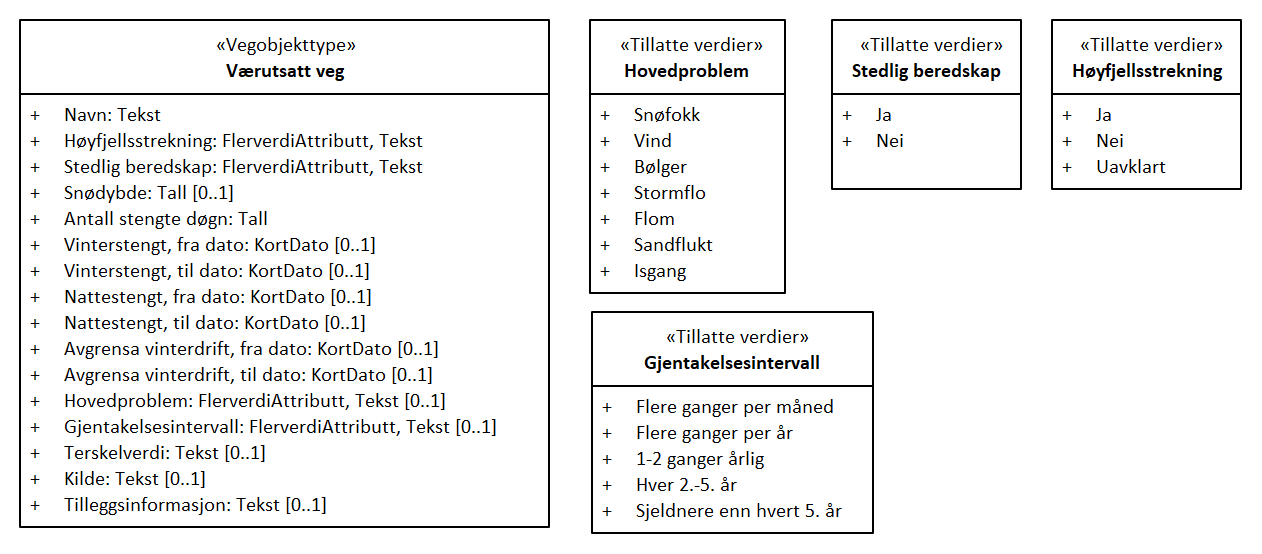 «Vegobjekttype»
Værutsatt veg
+ Navn: Tekst
+ Høyfjellsstrekning: FlerverdiAttributt, Tekst
+ Stedlig beredskap: FlerverdiAttributt, Tekst
+ Snødybde: Tall [0..1]
+ Antall stengte døgn: Tall
+ Vinterstengt, fra dato: KortDato [0..1]
+ Vinterstengt, til dato: KortDato [0..1]
+ Nattestengt, fra dato: KortDato [0..1]
+ Nattestengt, til dato: KortDato [0..1]
+ Avgrensa vinterdrift, fra dato: KortDato [0..1]
+ Avgrensa vinterdrift, til dato: KortDato [0..1]
+ Hovedproblem: FlerverdiAttributt, Tekst [0..1]
+ Gjentakelsesintervall: FlerverdiAttributt, Tekst [0..1]
+ Terskelverdi: Tekst [0..1]
+ Kilde: Tekst [0..1]
+ Tilleggsinformasjon: Tekst [0..1]
«Tillatte verdier»
Hovedproblem
+ Snøfokk
+ Vind
+ Bølger
+ Stormflo
+ Flom
+ Sandflukt
+ Isgang
«Tillatte verdier»
Stedlig beredskap
+ Ja
+ Nei
«Tillatte verdier»
Høyfjellsstrekning
+ Ja
+ Nei
+ Uavklart
«Tillatte verdier»
Gjentakelsesintervall
+ Flere ganger per måned
+ Flere ganger per år
+ 1-2 ganger årlig
+ Hver 2.-5. år
+ Sjeldnere enn hvert 5. år